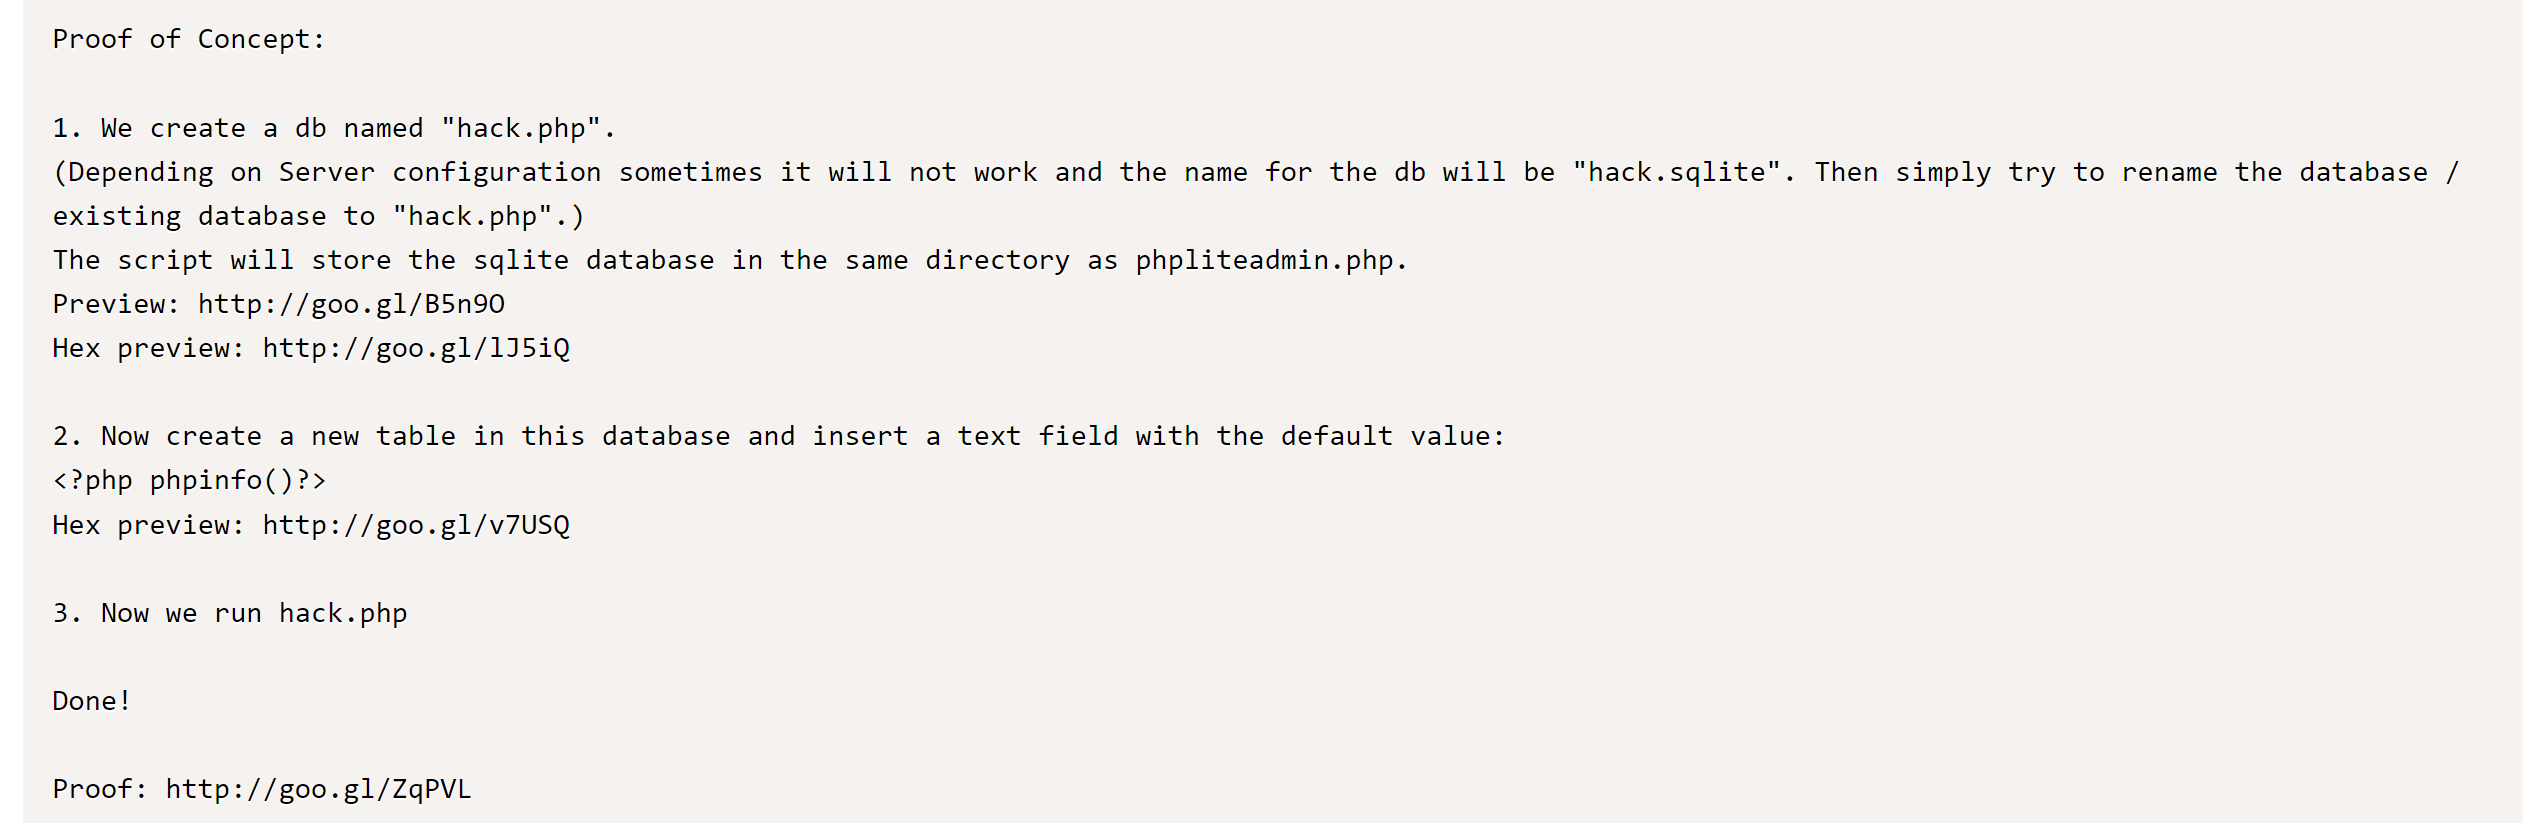 Proof of Concept:
1. We create a db named "hack.php".
(Depending on Server configuration sometimes it will not work and the name for the db will be "hack.sqlite". Then simply try to rename the database /
existing database to "hack.php".)
The script will store the sqlite database in the same directory as phpliteadmin.php.
Preview: http://goo.gl/B5n9O
Hex preview: http://goo.gl/lJ5iQ
2. Now create a new table in this database and insert a text field with the default value:
<?php phpinfo()?>
Hex preview: http://goo.gl/v7USQ
3. Now we run hack.php
Done!
Proof: http://goo.gl/ZqPVL